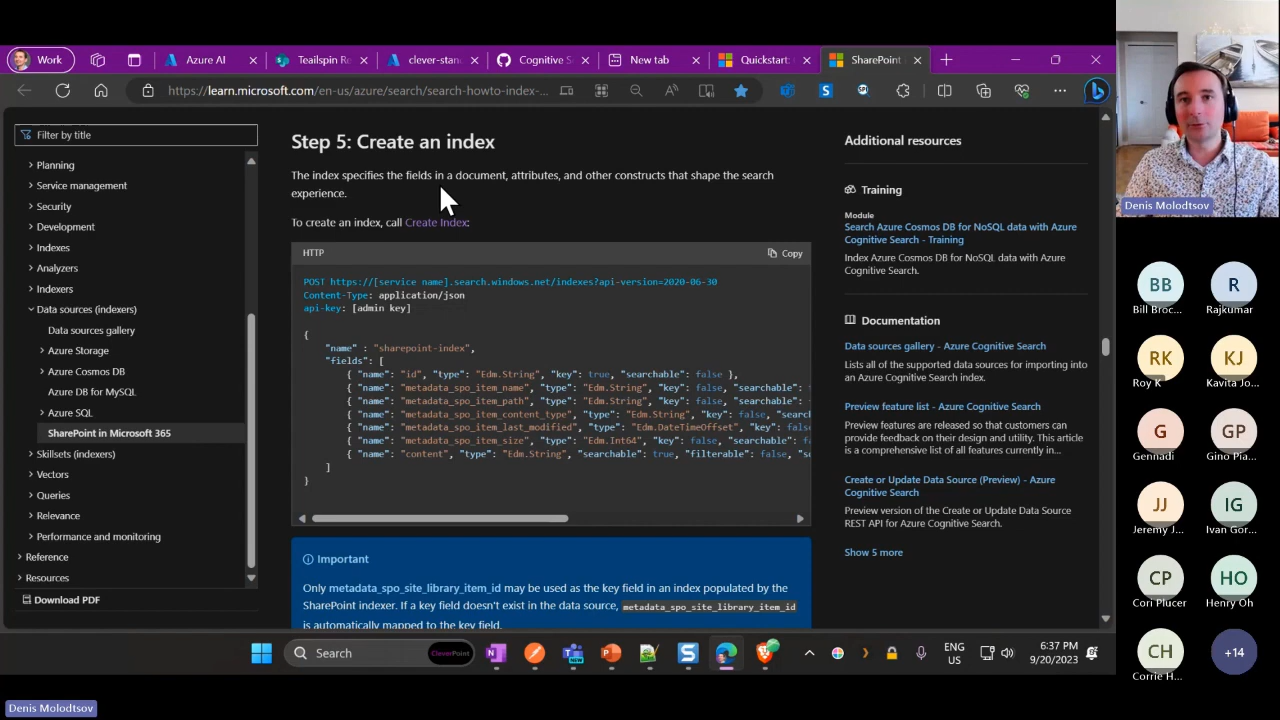 Work
Azure AI
Teailspin Re
clever-stan
Cognitive S
New tab
Quickstart:
SharePoint
https://learn.microsoft.com/en-us/azure/search/search-howto-index-...
Filter by title
Planning
Service management
Security
Development
Indexes
Analyzers
Indexers
Data sources (indexers)
Data sources gallery
Azure Storage
Azure Cosmos DB
Azure DB for MySQL
Azure SQL
SharePoint in Microsoft 365
Skillsets (indexers)
Vectors
Queries
Relevance
Performance and monitoring
Reference
Resources
Download PDF
Step 5: Create an index
The index specifies the fields in a document, attributes, and other constructs that shape the search
experience.
To create an index, call Create Index:
HTTP
Copy
POST https://[service name].search.windows.net/indexes?api-version=2020-06-30
Content-Type: application/json
api-key: [admin key]
{
"name" : "sharepoint-index",
"fields": [
{ "name": "id", "type": "Edm.String", "key": true, "searchable": false },
{ "name": "metadata_spo_item_name", "type": "Edm.String", "key": false, "searchable":
{ "name": "metadata_spo_item_path", "type": "Edm.String", "key": false, "searchable":
{ "name": "metadata_spo_item_content_type", "type": "Edm.String", "key": false, "searc
{ "name": "metadata_spo_item_last_modified", "type": "Edm.DateTimeOffset", "key": fals
{ "name": "metadata_spo_item_size", "type": "Edm.Int64", "key": false, "searchable": f
{ "name": "content", "type": "Edm.String", "searchable": true, "filterable": false, "s
]
}
Important
Only metadata_spo_site_library_item_id may be used as the key field in an index populated by the
SharePoint indexer. If a key field doesn't exist in the data source, metadata_spo_site_library_item_id
is automatically mapped to the key field.
Additional resources
Training
Module
Search Azure Cosmos DB for NoSQL data with Azure
Cognitive Search - Training
Index Azure Cosmos DB for NoSQL data with Azure
Cognitive Search.
Documentation
Data sources gallery - Azure Cognitive Search
Lists all of the supported data sources for importing into
an Azure Cognitive Search index.
Preview feature list - Azure Cognitive Search
Preview features are released so that customers can
provide feedback on their design and utility. This article
is a comprehensive list of all features currently in...
Create or Update Data Source (Preview) - Azure
Cognitive Search
Preview version of the Create or Update Data Source
REST API for Azure Cognitive Search.
Show 5 more
Search
CleverPoint
ENG
US
6:37 PM
9/20/2023
Denis Molodtsov
Denis Molodtsov
BB
Bill Broc...
R
Rajkumar
RK
Roy K
KJ
Kavita Jo...
G
Gennadi
GP
Gino Pia...
JJ
Jeremy J...
IG
Ivan Gor...
CP
Cori Plucer
HO
Henry Oh
CH
Corrie H...
+14